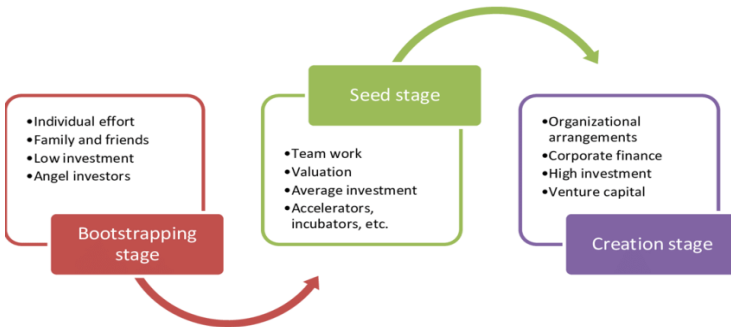 •Individual effort
•Family and friends
•Low investment
•Angel investors
Bootstrapping
stage
Seed stage
•Team work
•Valuation
•Average investment
•Accelerators,
incubators, etc.
•Organizational
arrangements
•Corporate finance
•High investment
•Venture capital
Creation stage